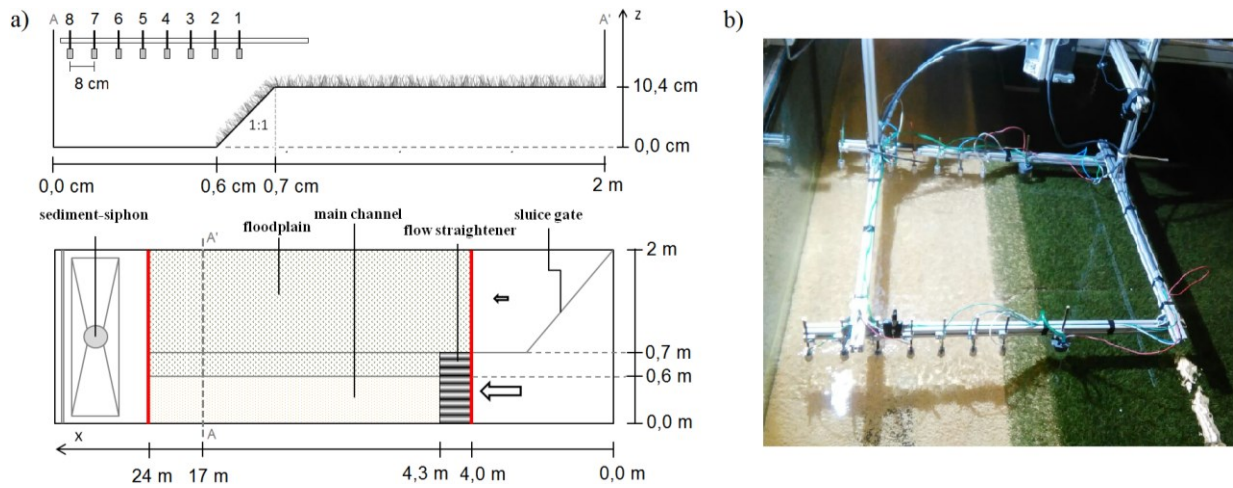 a)
A 8 7 6 5 4 3 2 1 A' z
8 cm
1:1
10,4 cm
0,0 cm
0,0 cm 0,6 cm 0,7 cm 2 m
sediment-siphon floodplain main channel flow straightener sluice gate
A'
2 m
0,7 m
0,6 m
0,0 m
x A
24 m 17 m 4,3 m 4,0 m 0,0 m
b)